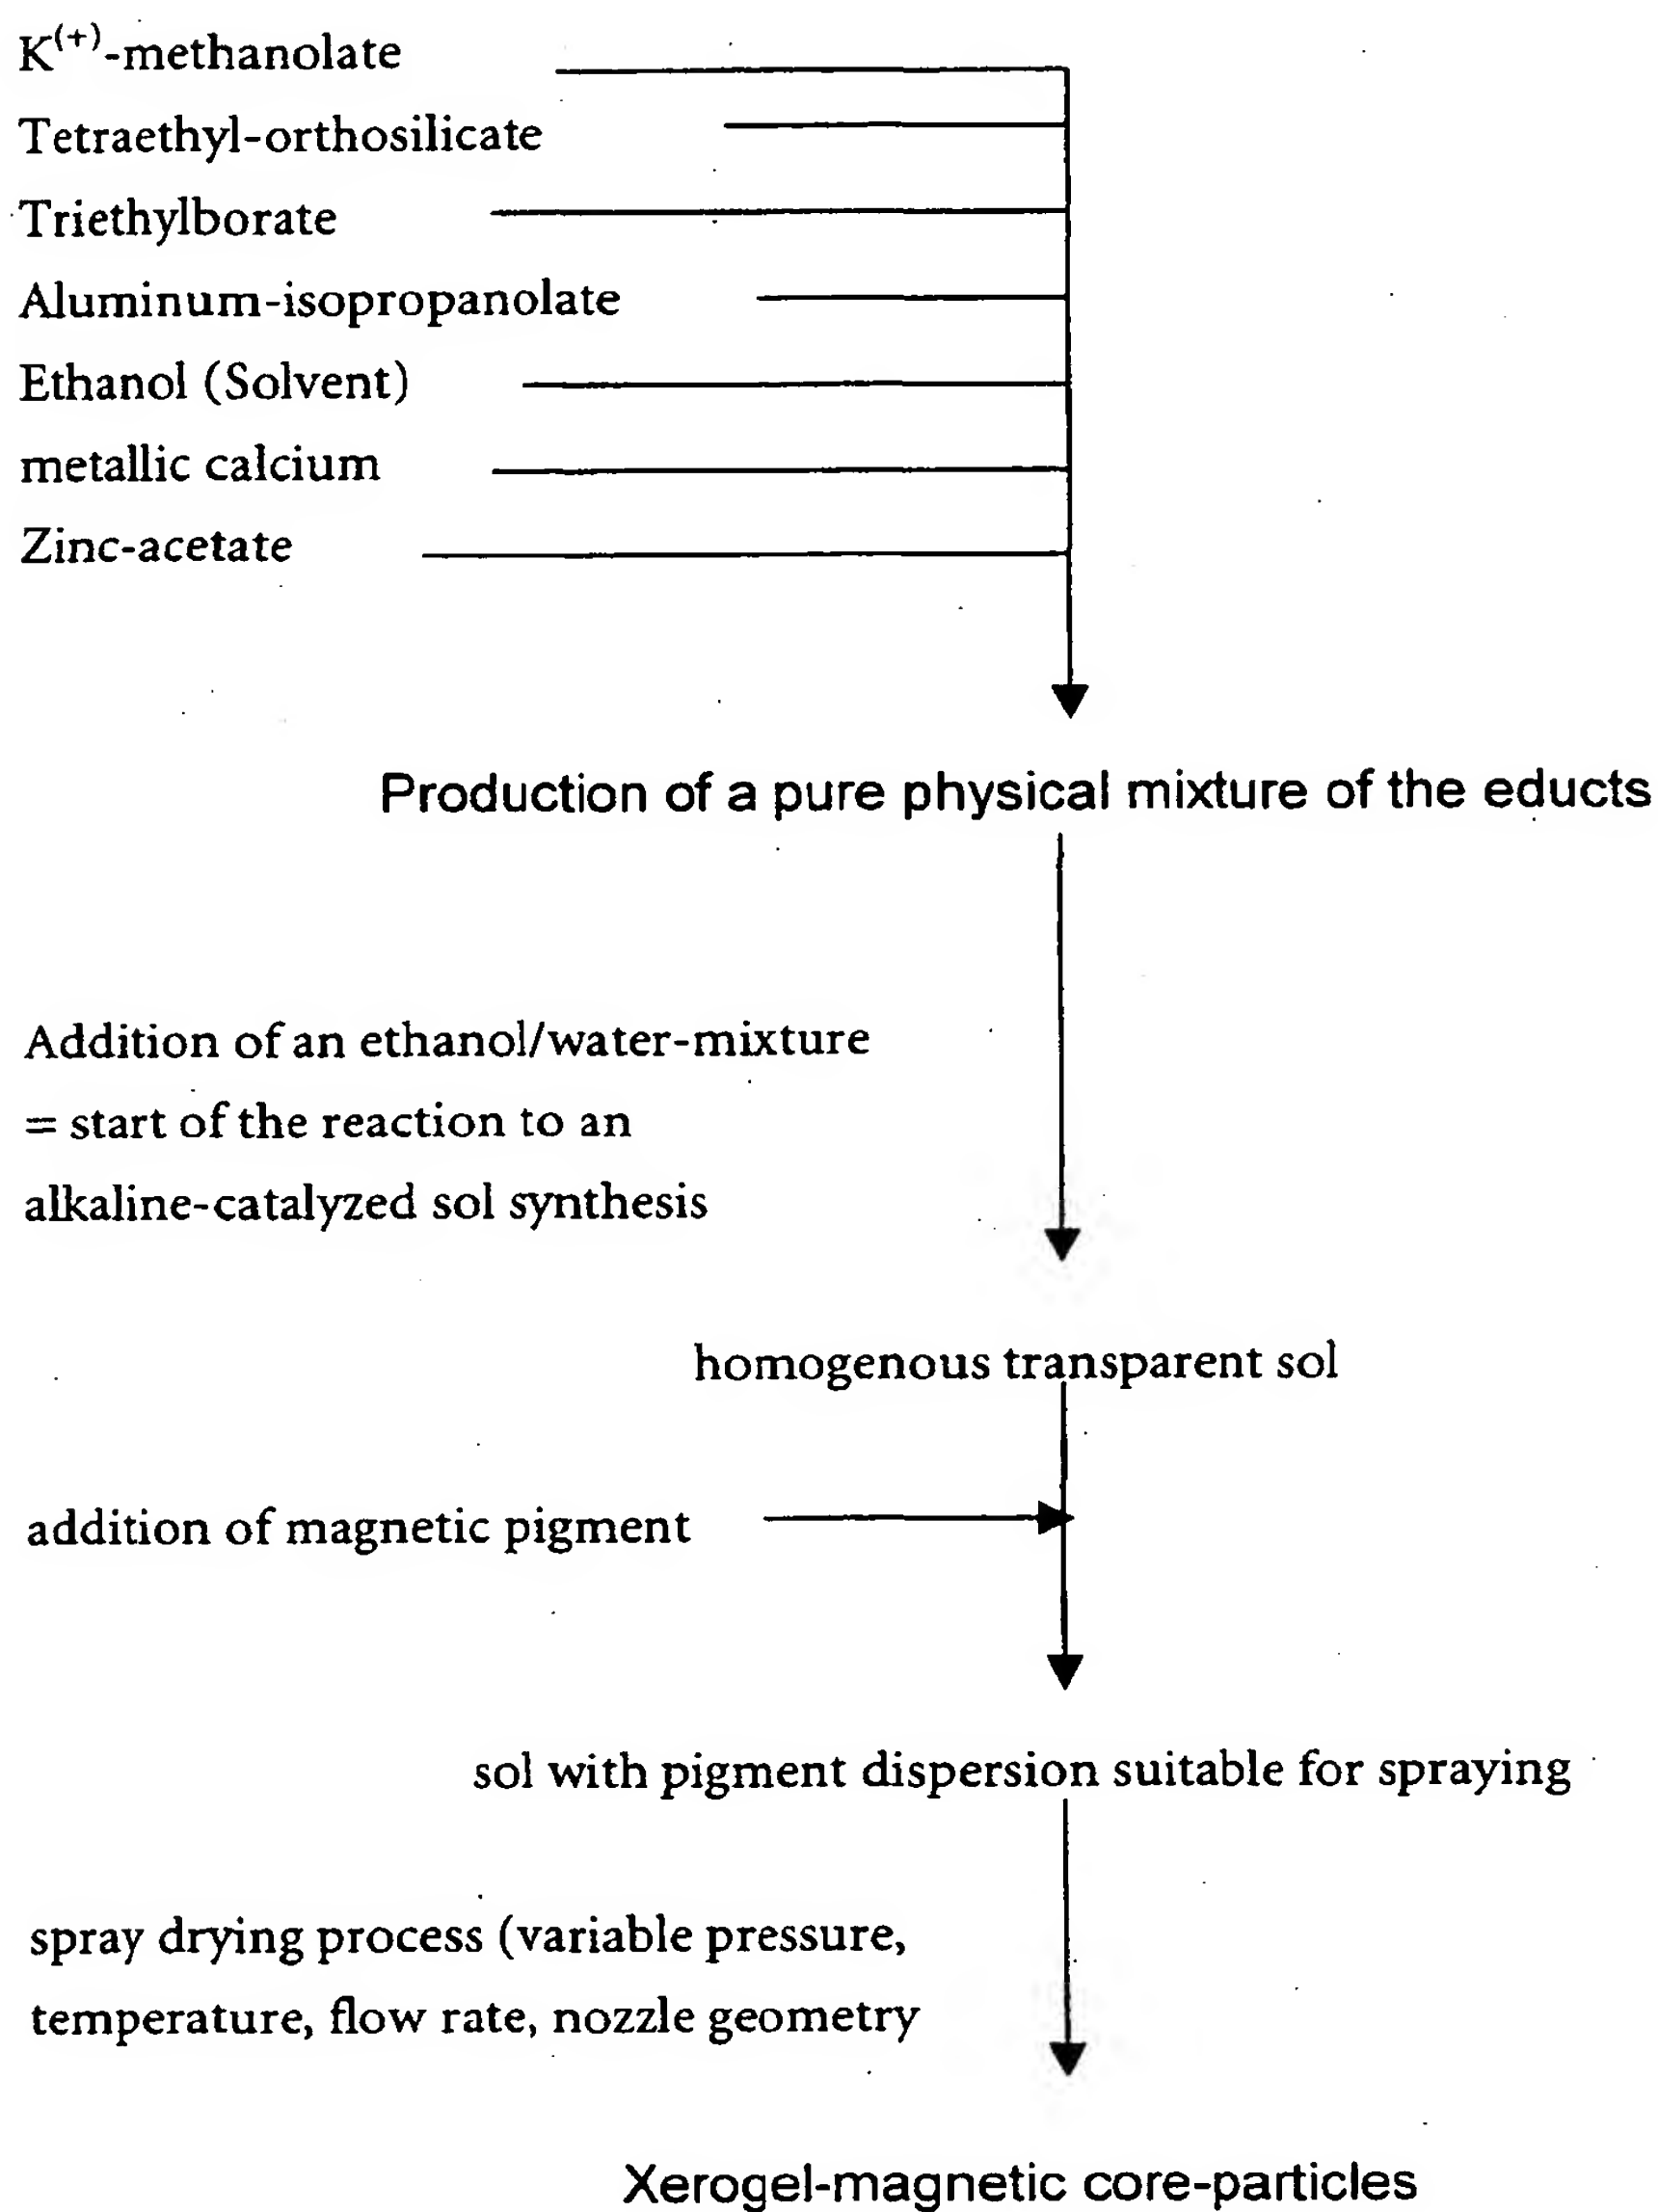 K(+)-methanolate
Tetraethyl-orthosilicate
Triethylborate
Aluminum-isopropanolate
Ethanol (Solvent)
metallic calcium
Zinc-acetate
Production of a pure physical mixture of the educts
Addition of an ethanol/water-mixture
= start of the reaction to an
alkaline-catalyzed sol synthesis
homogenous transparent sol
addition of magnetic pigment
sol with pigment dispersion suitable for spraying
spray drying process (variable pressure,
temperature, flow rate, nozzle geometry
Xerogel-magnetic core-particles